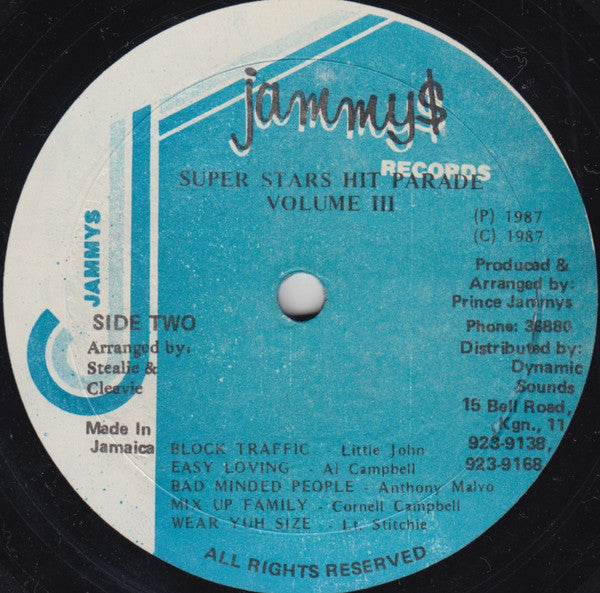 jammy$
RECORDS
SUPER STARS HIT PARADE
VOLUME III
(P) 1987
(C) 1987
Produced &
Arranged by:
Prince Jammys
Phone: 36880
Distributed by:
Dynamic
Sounds
15 Bell Road,
Kgn., 11
923-9138,
923-9168
JAMMYS
SIDE TWO
Arranged by:
Stealie &
Cleavie
Made In
Jamaica
BLOCK TRAFFIC - Little John
EASY LOVING - Al Campbell
BAD MINDED PEOPLE - Anthony Malvo
MIX UP FAMILY - Cornell Campbell
WEAR YUH SIZE - Lt. Stitchie
ALL RIGHTS RESERVED